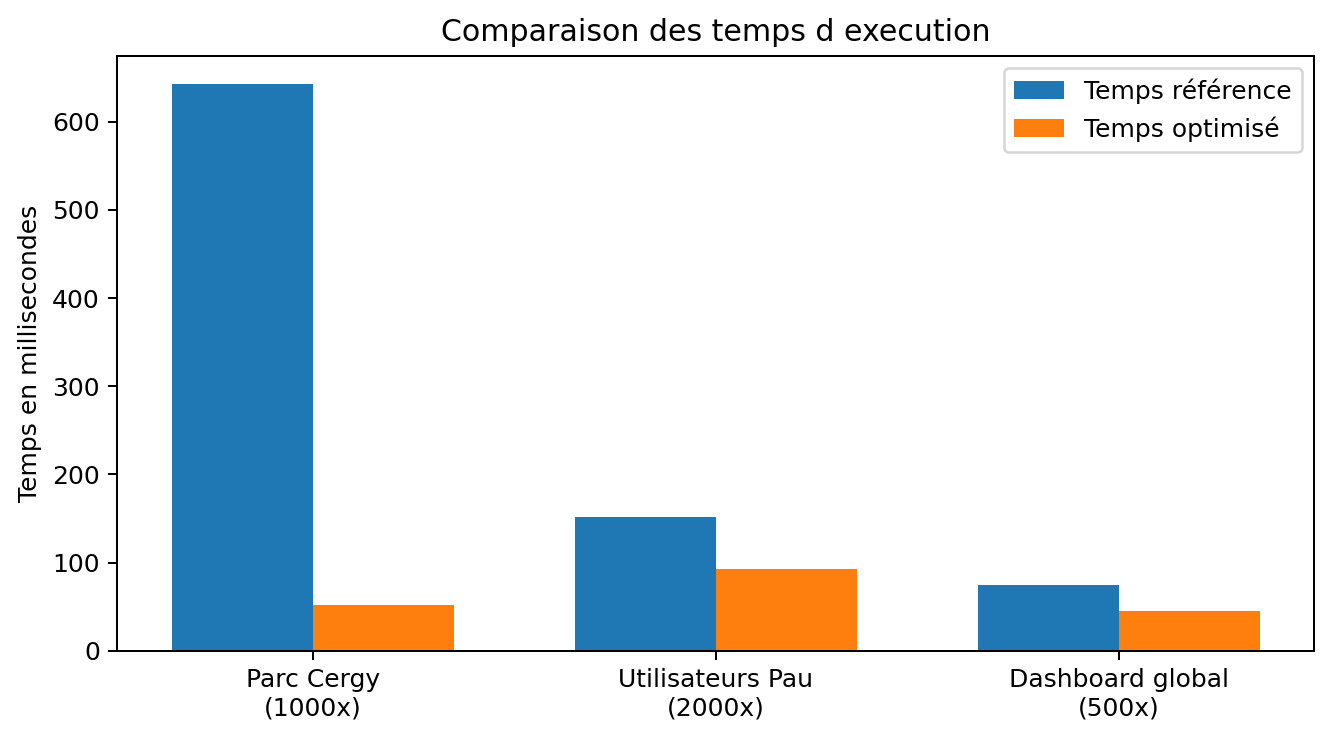 Comparaison des temps d execution
Temps référence
Temps optimisé
Temps en millisecondes
600
500
400
300
200
100
0
Parc Cergy
(1000x)
Utilisateurs Pau
(2000x)
Dashboard global
(500x)